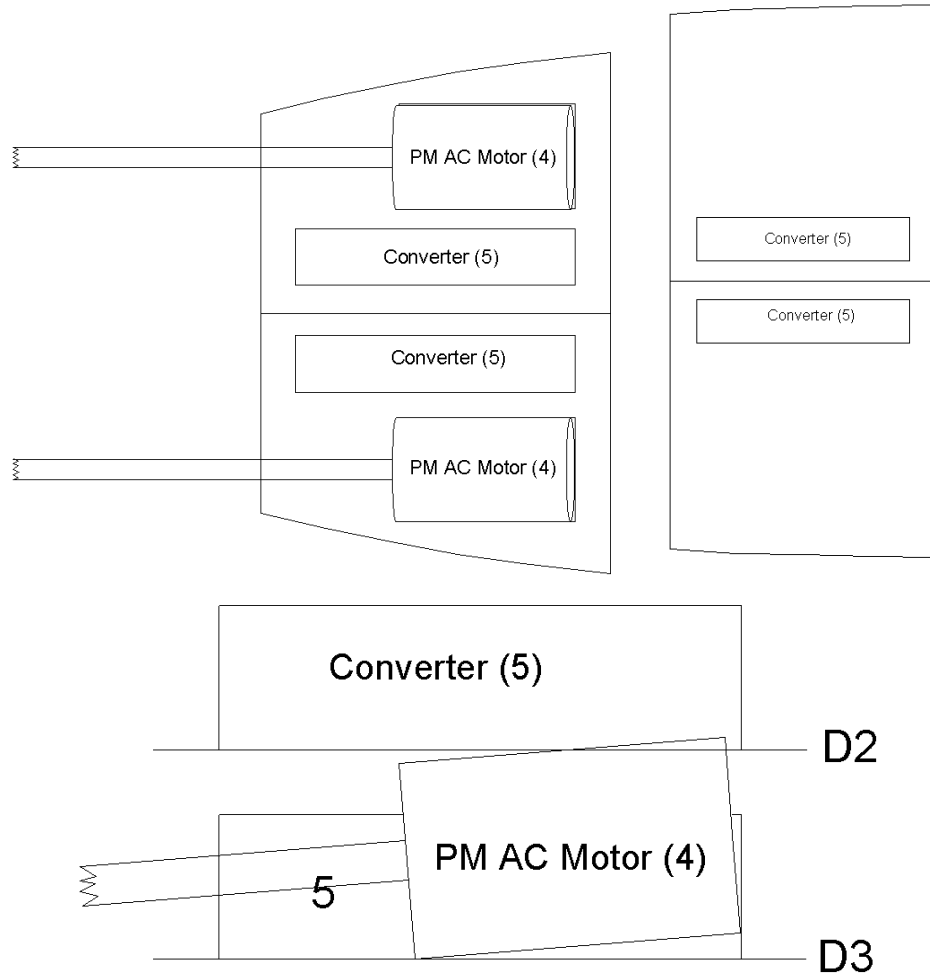 PM AC Motor (4)
Converter (5)
Converter (5)
PM AC Motor (4)
Converter (5)
Converter (5)
Converter (5)
D2
PM AC Motor (4)
5
D3